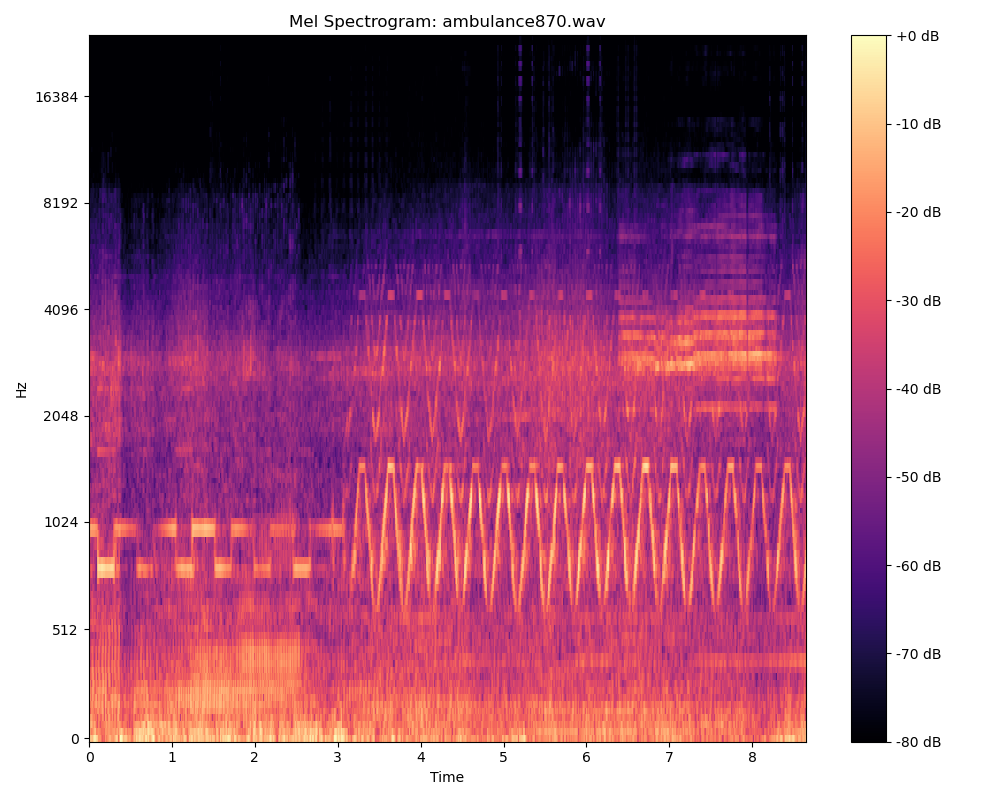 Mel Spectrogram: ambulance870.wav
+0 dB
16384
-10 dB
8192
-20 dB
4096
-30 dB
Hz
2048
-40 dB
1024
-50 dB
512
-60 dB
-70 dB
0
-80 dB
0 1 2 3 4 5 6 7 8
Time